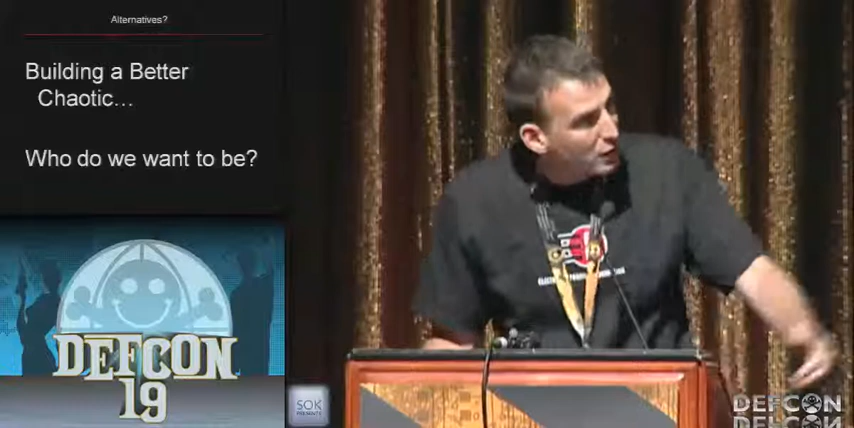 Alternatives?
Building a Better
Chaotic...
Who do we want to be?
DEFCON
19
SOK
DEFCON